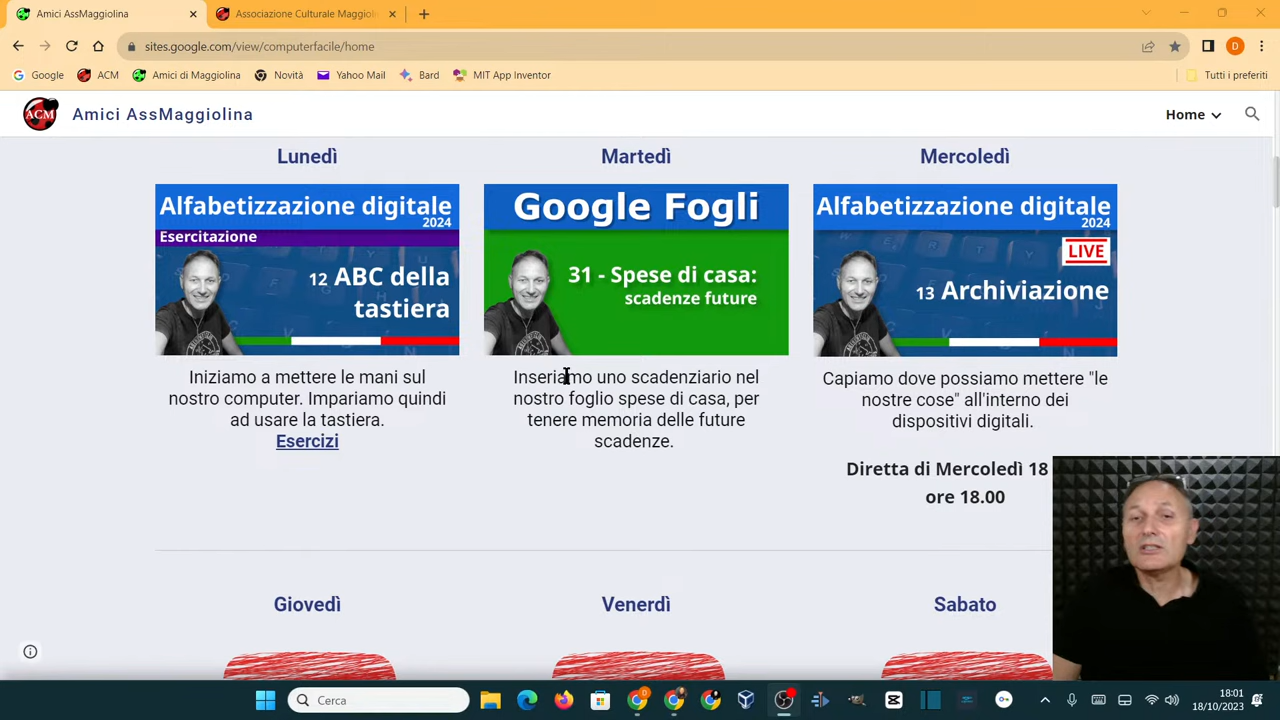 Amici AssMaggiolina
Associazione Culturale Maggiol
sites.google.com/view/computerfacile/home
D
Google
ACM
Amici di Maggiolina
Novità
Yahoo Mail
Bard
MIT App Inventor
Tutti i preferiti
ACM
Amici AssMaggiolina
Home
Lunedì
Martedì
Mercoledì
Alfabetizzazione digitale
2024
Esercitazione
12 ABC della
tastiera
Google Fogli
31 - Spese di casa:
scadenze future
Alfabetizzazione digitale
2024
LIVE
13 Archiviazione
Iniziamo a mettere le mani sul
nostro computer. Impariamo quindi
ad usare la tastiera.
Esercizi
Inseriamo uno scadenziario nel
nostro foglio spese di casa, per
tenere memoria delle future
scadenze.
Capiamo dove possiamo mettere "le
nostre cose" all'interno dei
dispositivi digitali.
Diretta di Mercoledì 18
ore 18.00
Giovedì
Venerdì
Sabato
Cerca
18:01
18/10/2023